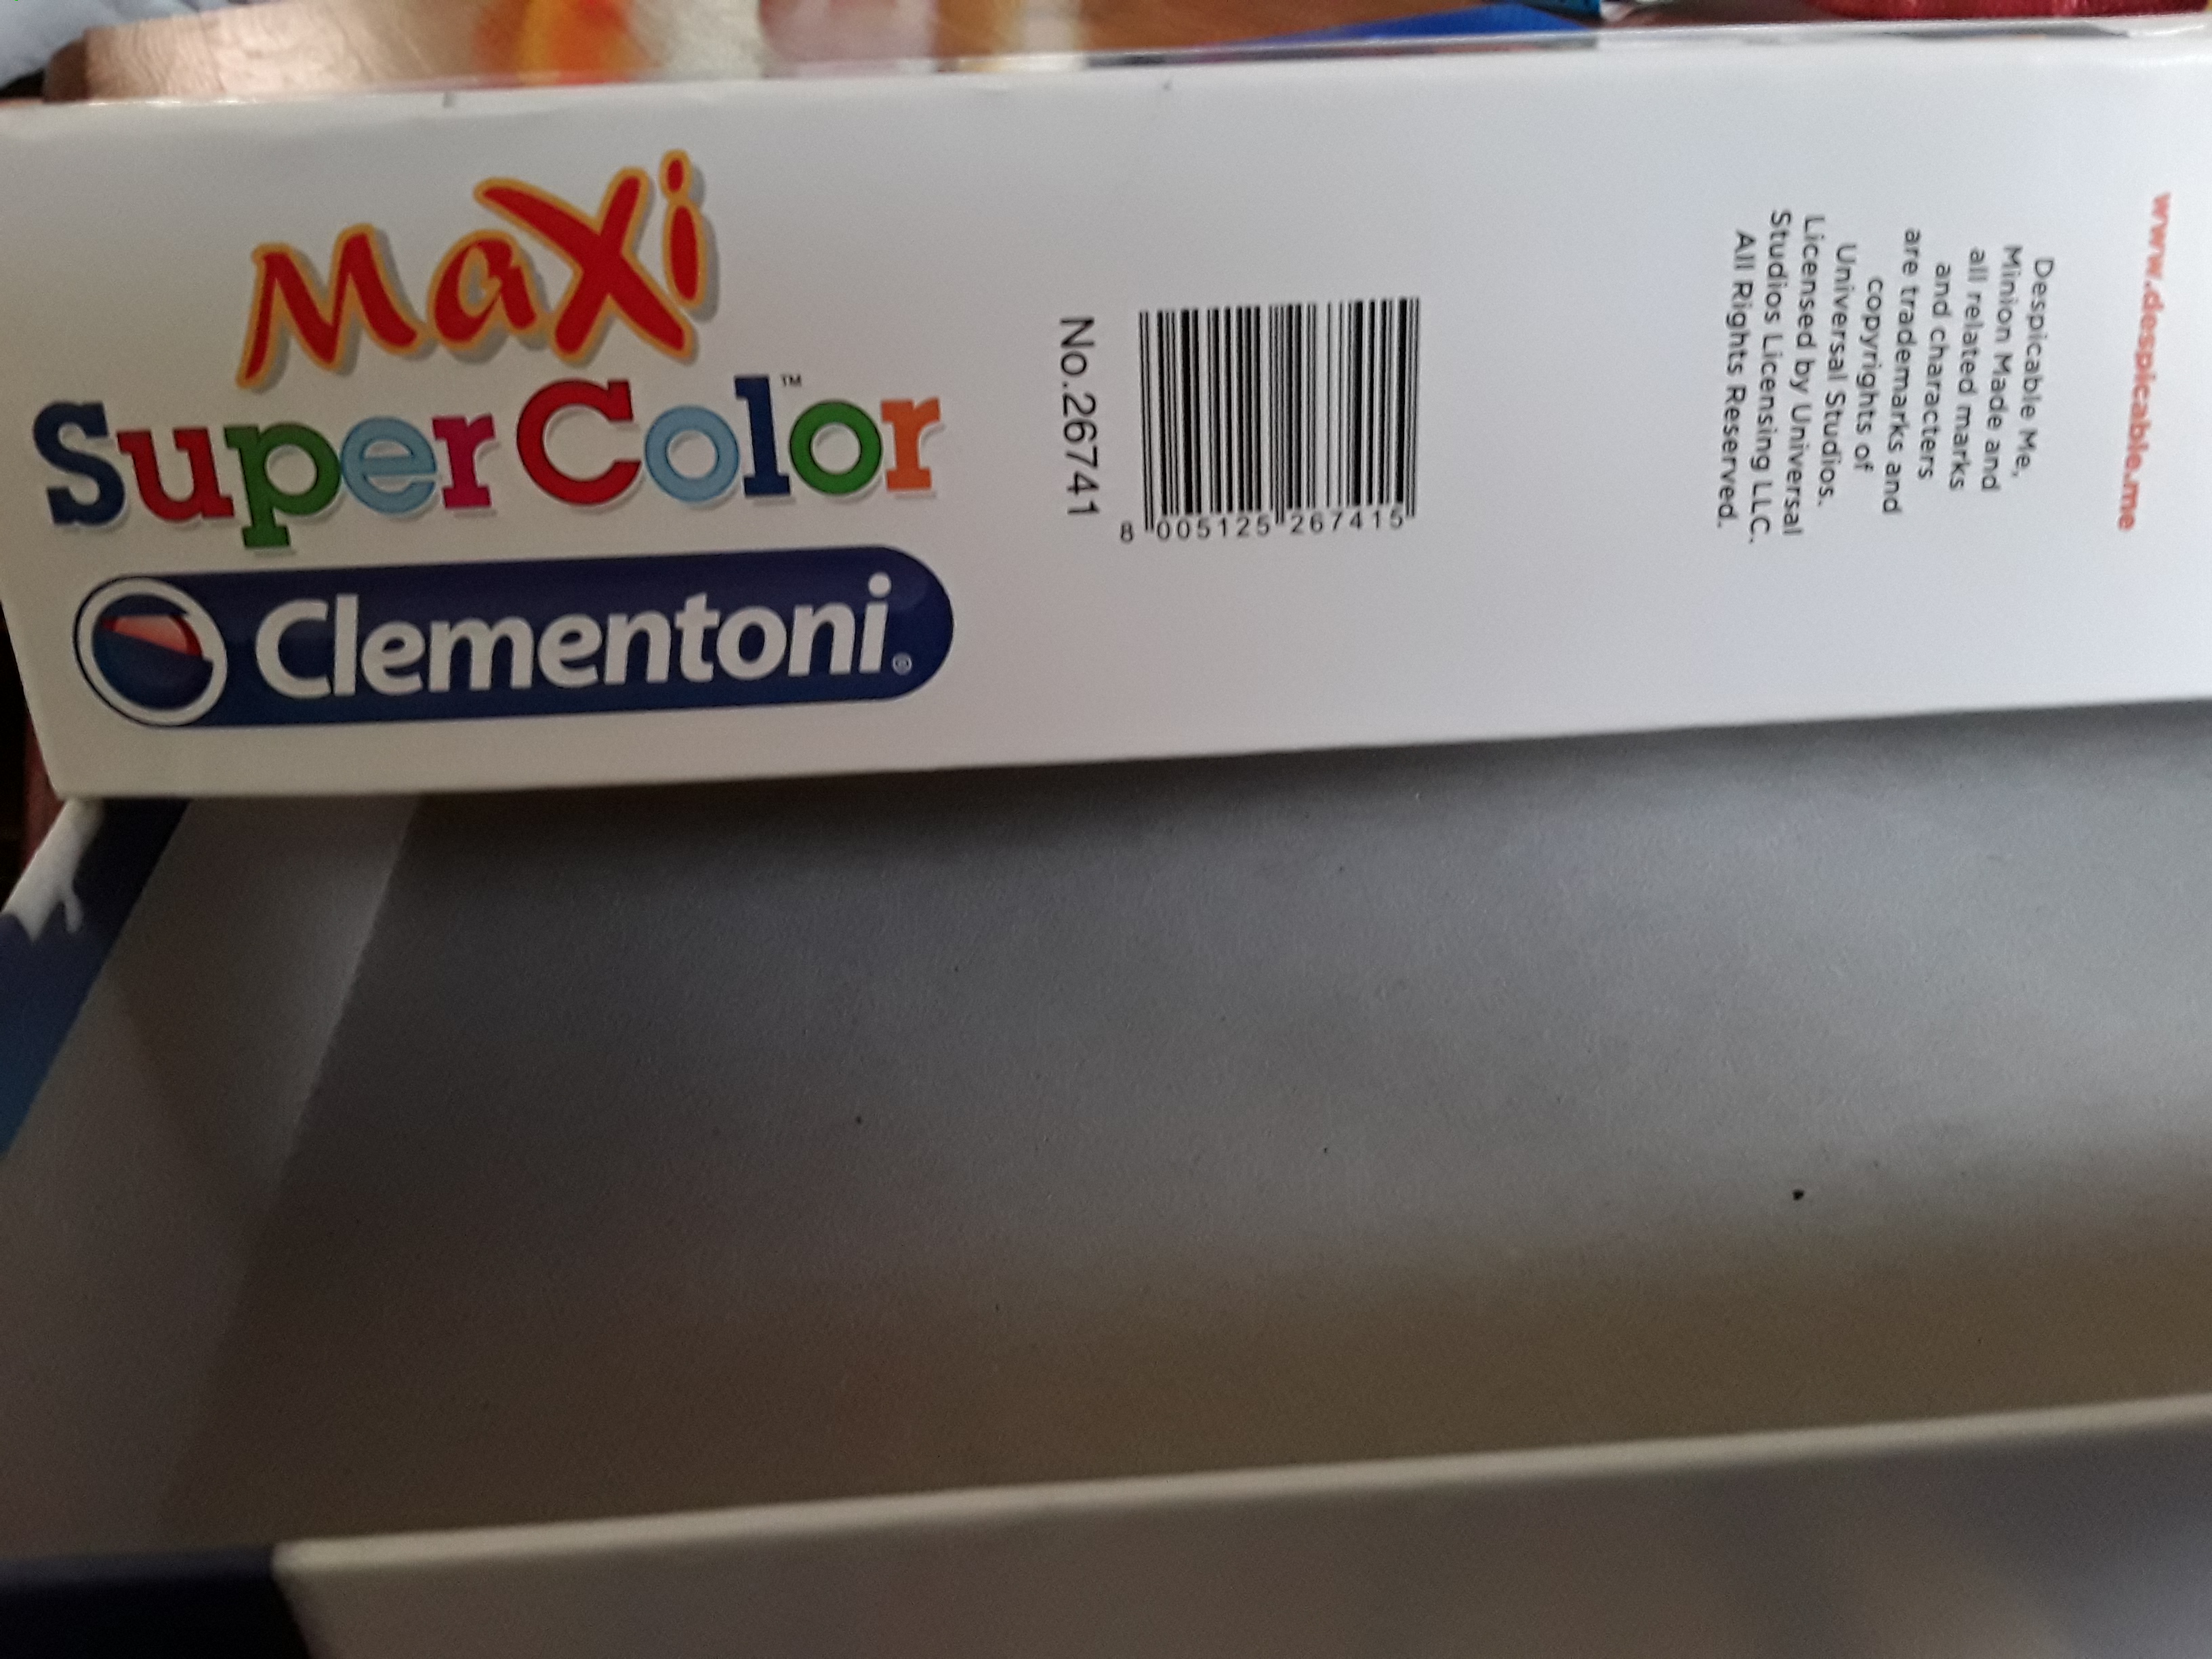 MaXi
SuperColor™
Clementoni®
No.26741
8 005125 267415
www.despicable.me
Despicable Me,
Minion Made and
all related marks
and characters
are trademarks and
copyrights of
Universal Studios.
Licensed by Universal
Studios Licensing LLC.
All Rights Reserved.